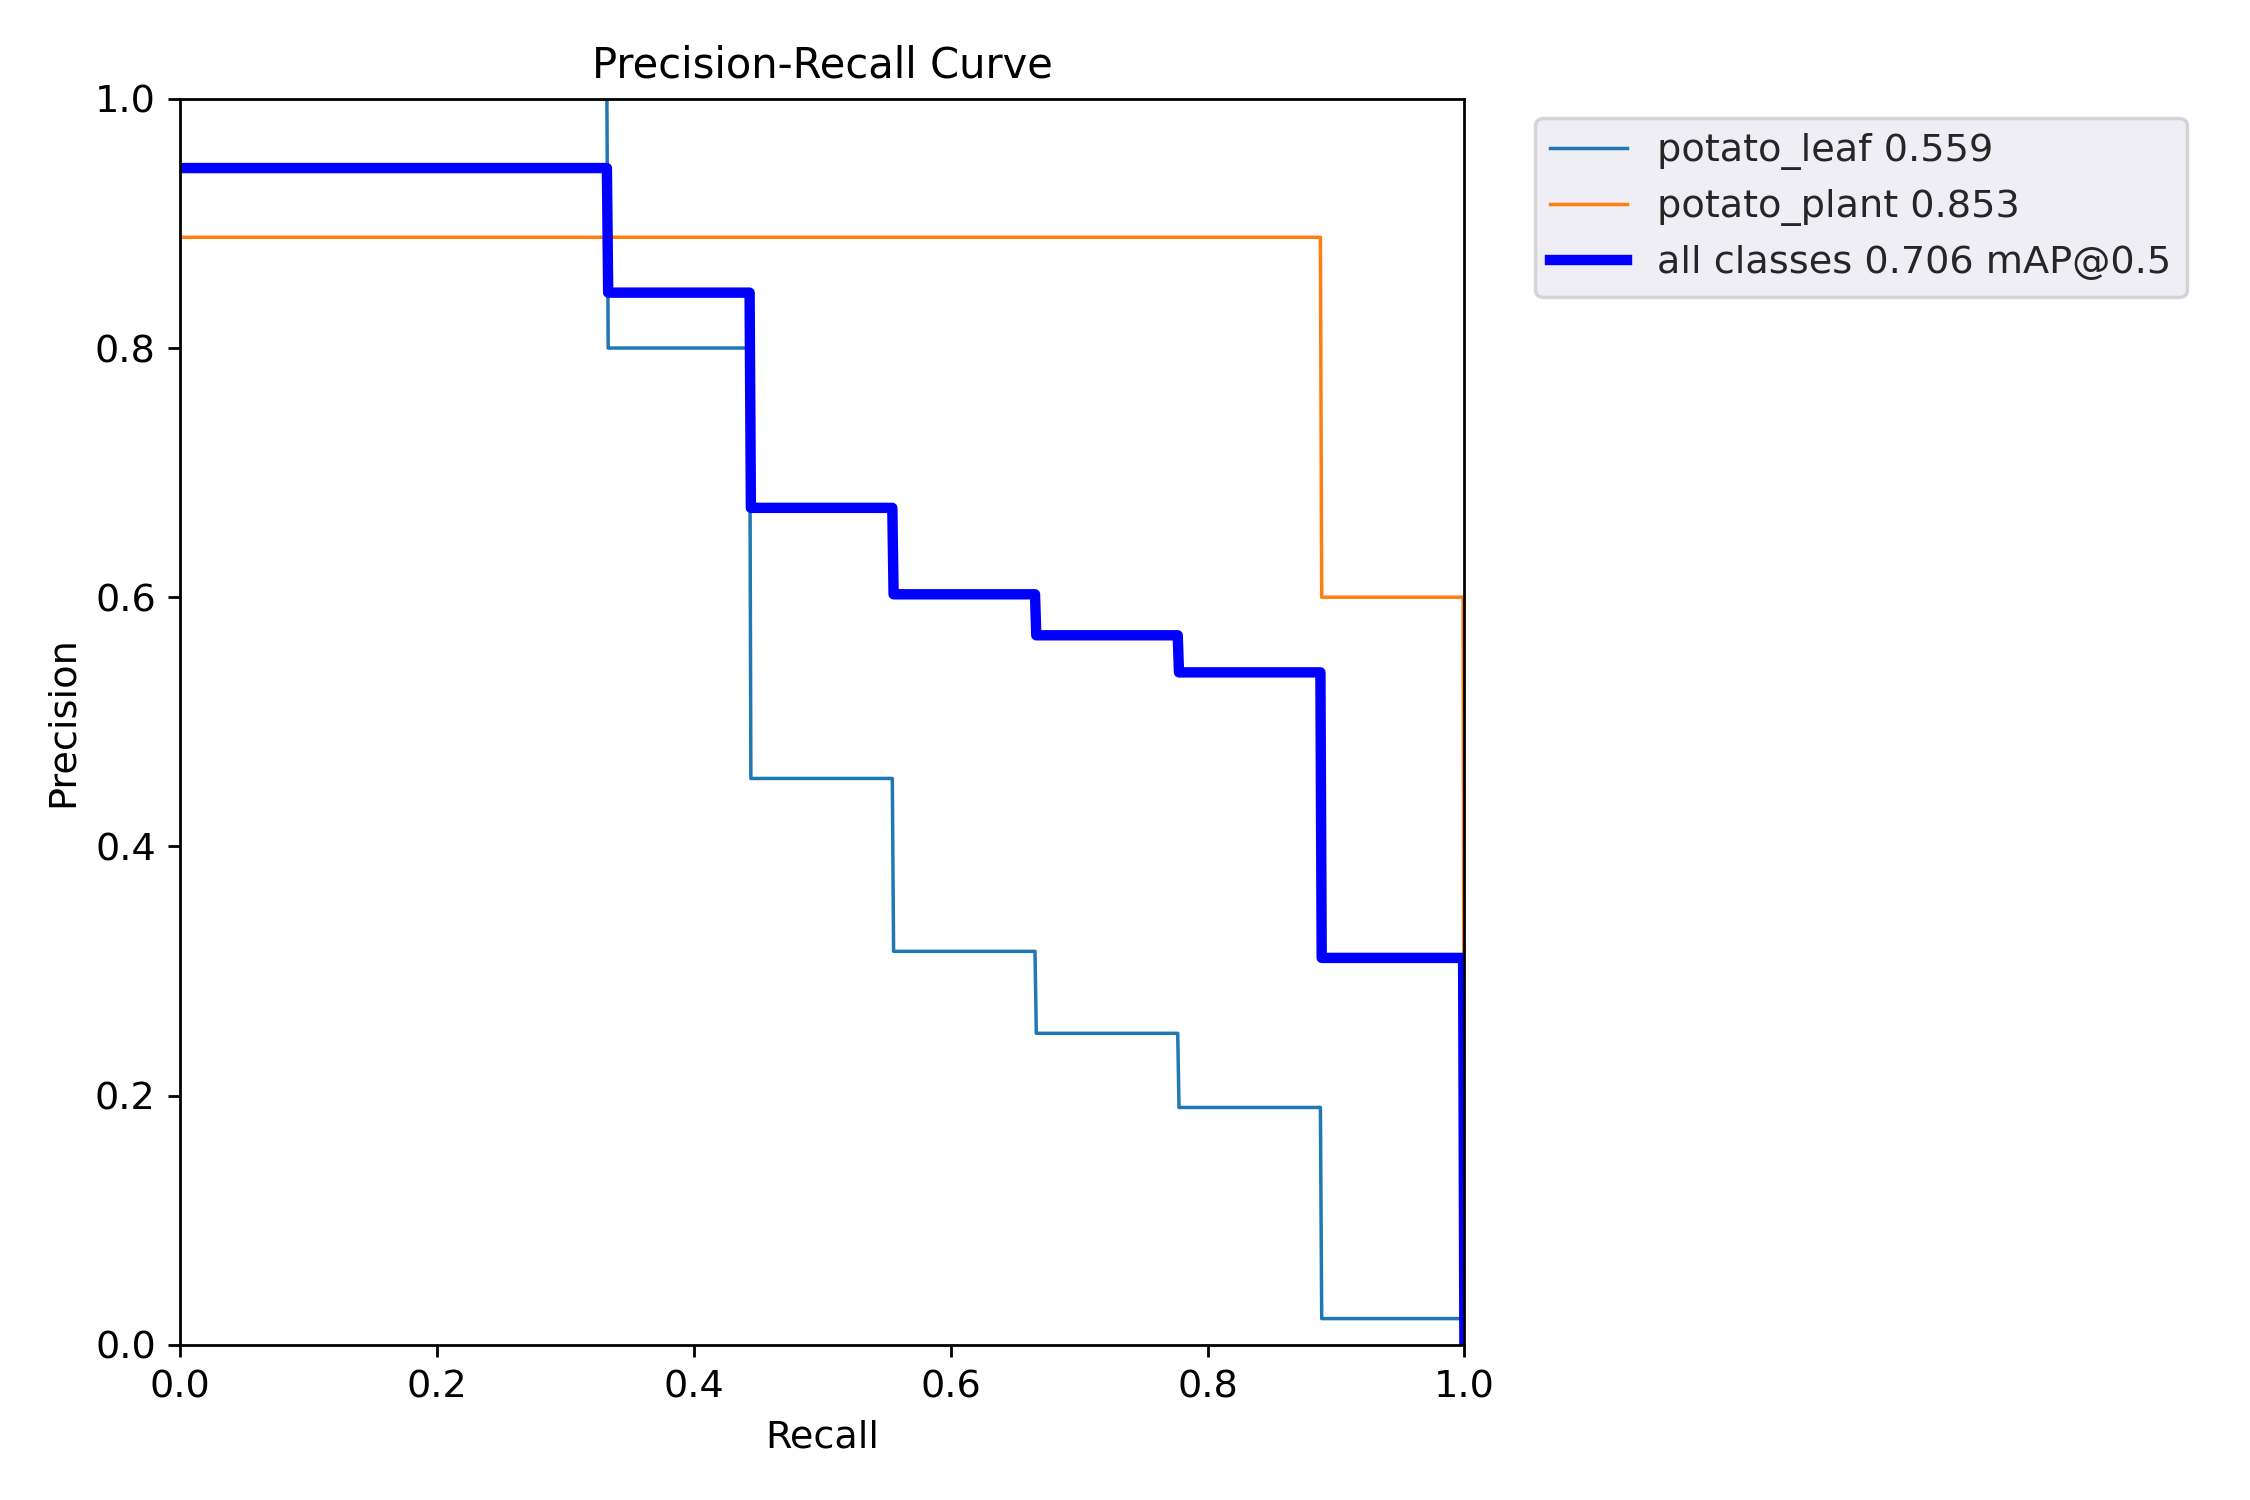 Precision-Recall Curve
1.0
0.8
0.6
0.4
0.2
0.0
Precision
0.0 0.2 0.4 0.6 0.8 1.0
Recall
potato_leaf 0.559
potato_plant 0.853
all classes 0.706 mAP@0.5